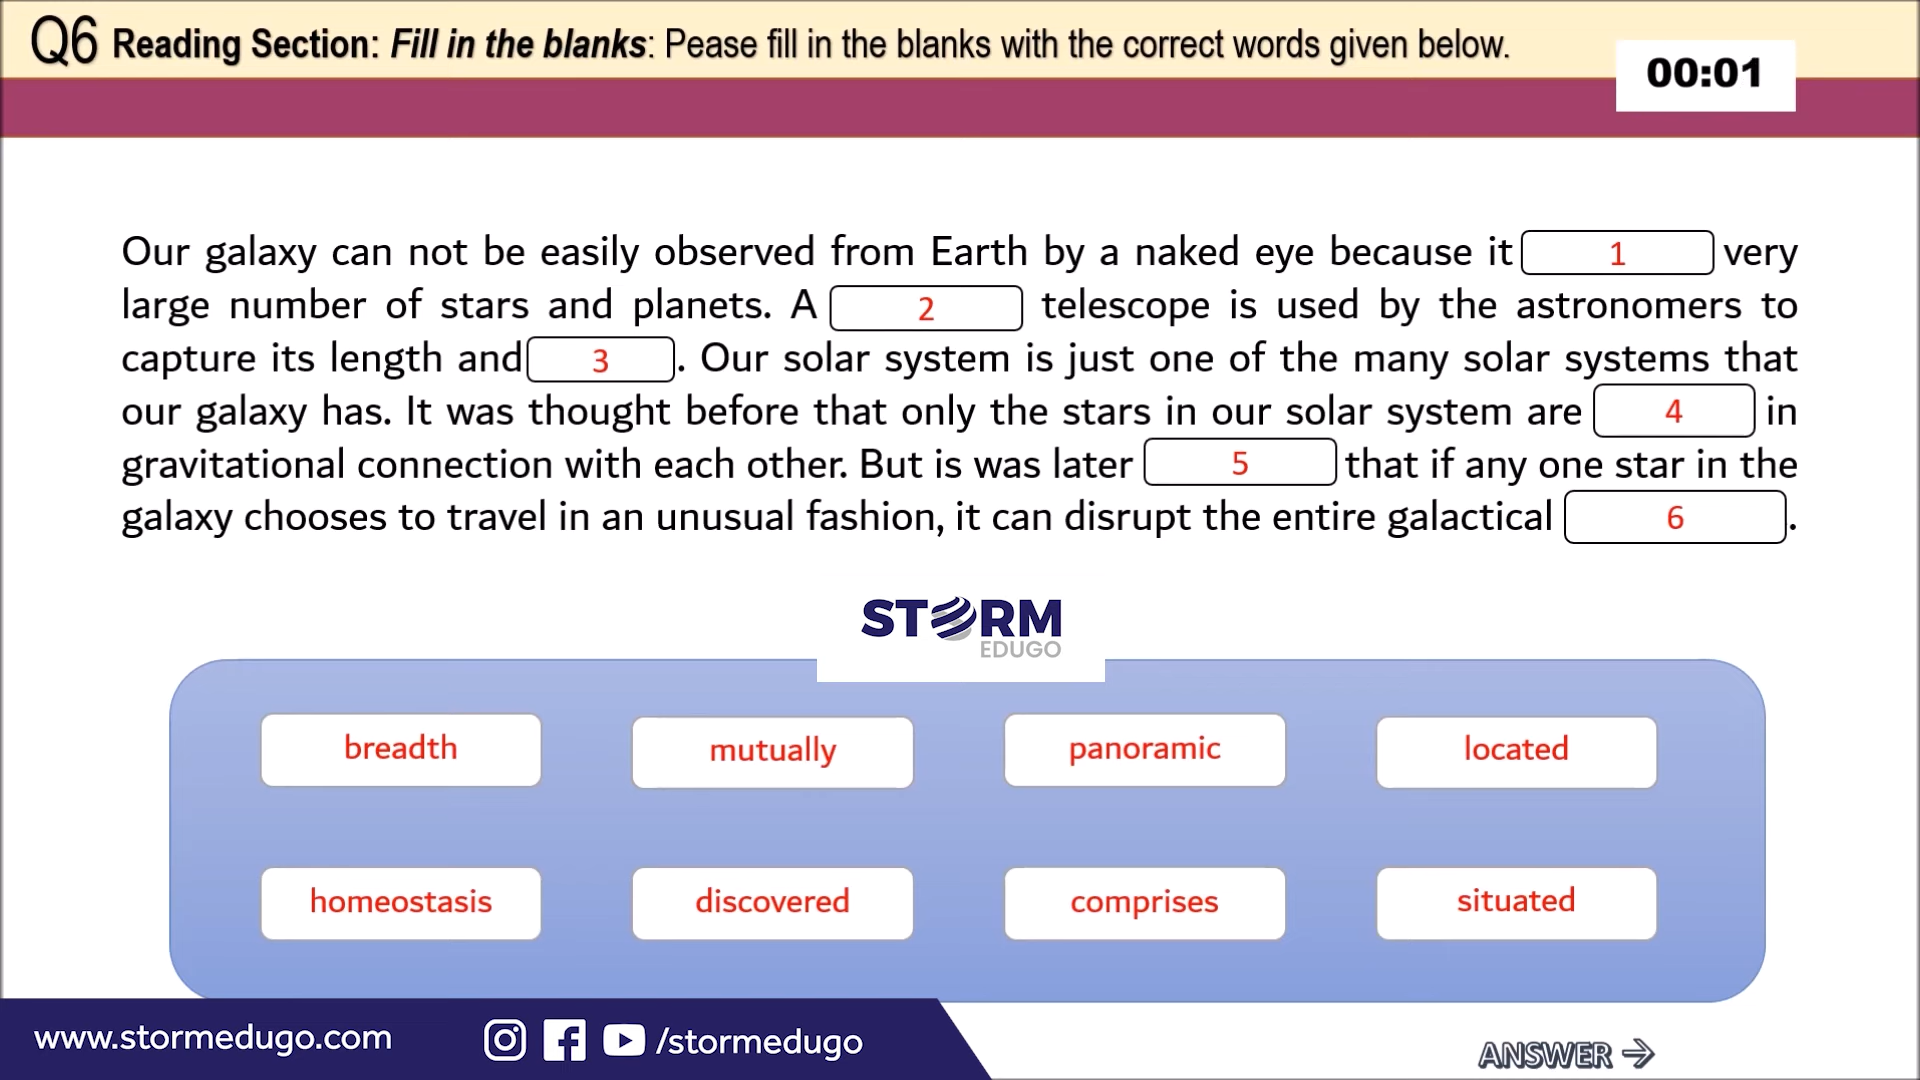 Q6 Reading Section: Fill in the blanks: Pease fill in the blanks with the correct words given below.
00:01
Our galaxy can not be easily observed from Earth by a naked eye because it 1 very
large number of stars and planets. A 2 telescope is used by the astronomers to
capture its length and 3. Our solar system is just one of the many solar systems that
our galaxy has. It was thought before that only the stars in our solar system are 4 in
gravitational connection with each other. But is was later 5 that if any one star in the
galaxy chooses to travel in an unusual fashion, it can disrupt the entire galactical 6.
STORM
EDUGO
breadth mutually panoramic located
homeostasis discovered comprises situated
www.stormedugo.com /stormedugo
ANSWER